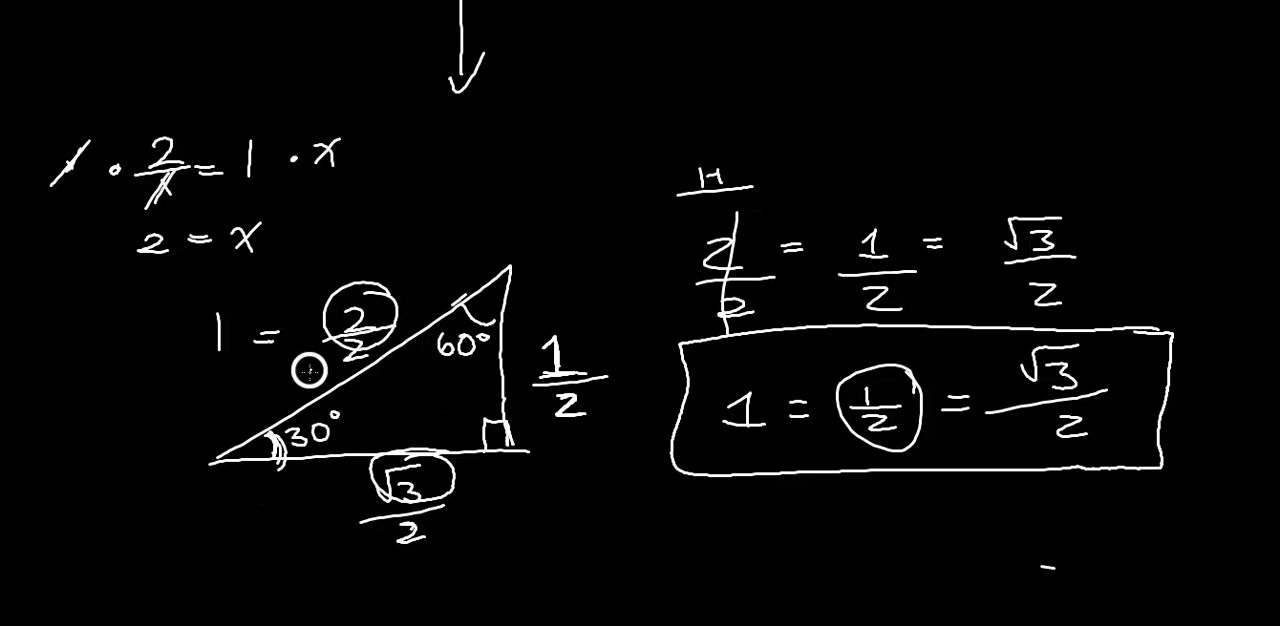 1 · 2/1 = 1 · x
2 = x
H
2/2 = 1/2 = √3/2
1 = 2/2
60°
1/2
30°
√3/2
1 = 1/2 = √3/2